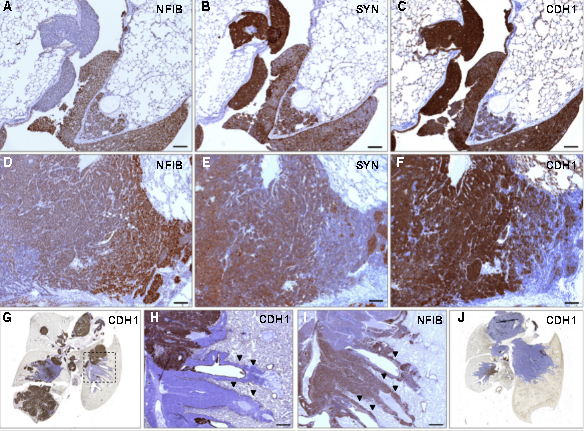 A NFIB B SYN C CDH1
D NFIB E SYN F CDH1
G CDH1 H CDH1 I NFIB J CDH1